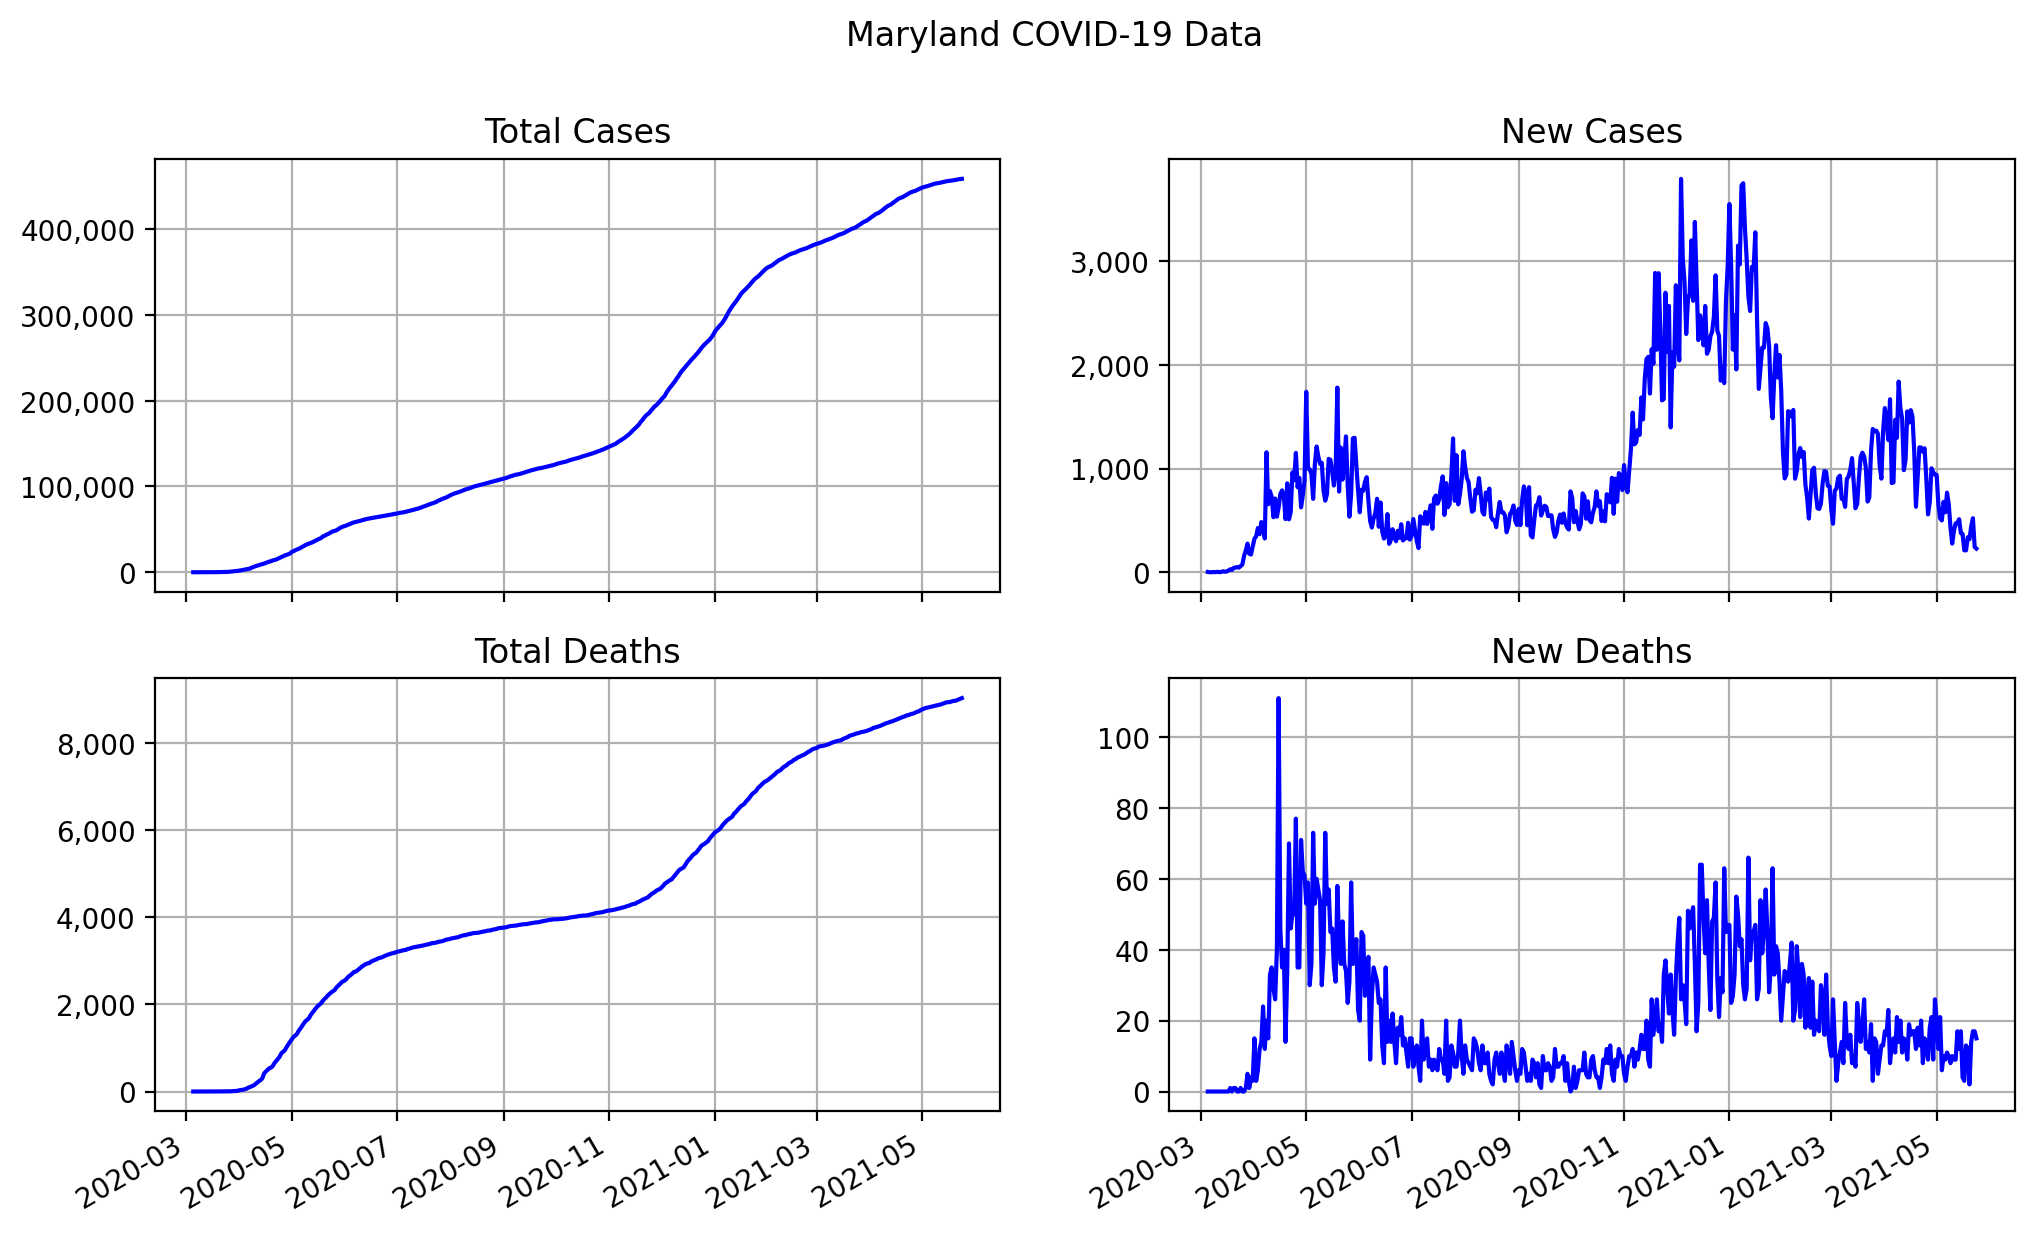 Maryland COVID-19 Data
Total Cases
400,000
300,000
200,000
100,000
0
New Cases
3,000
2,000
1,000
0
Total Deaths
8,000
6,000
4,000
2,000
0
2020-03 2020-05 2020-07 2020-09 2020-11 2021-01 2021-03 2021-05
New Deaths
100
80
60
40
20
0
2020-03 2020-05 2020-07 2020-09 2020-11 2021-01 2021-03 2021-05